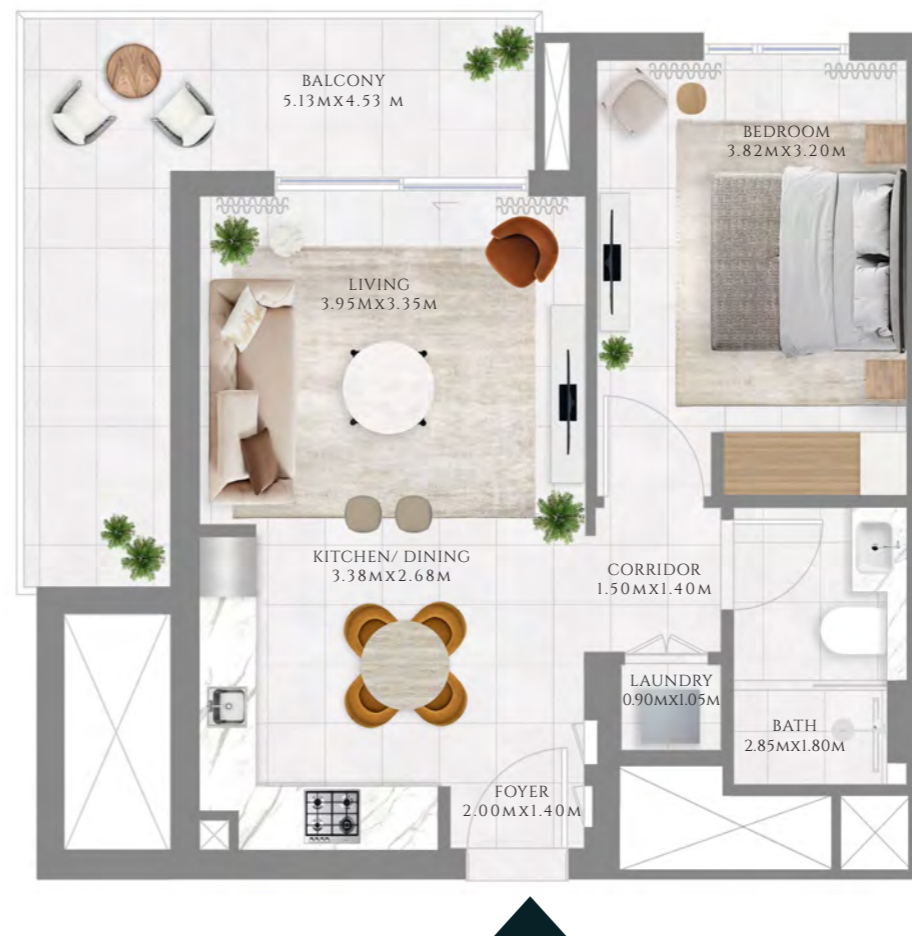 BALCONY
5.13MX4.53 M
BEDROOM
3.82MX3.20M
LIVING
3.95MX3.35M
KITCHEN/ DINING
3.38MX2.68M
CORRIDOR
1.50MX1.40M
LAUNDRY
0.90MX1.05M
BATH
2.85MX1.80M
FOYER
2.00MX1.40M